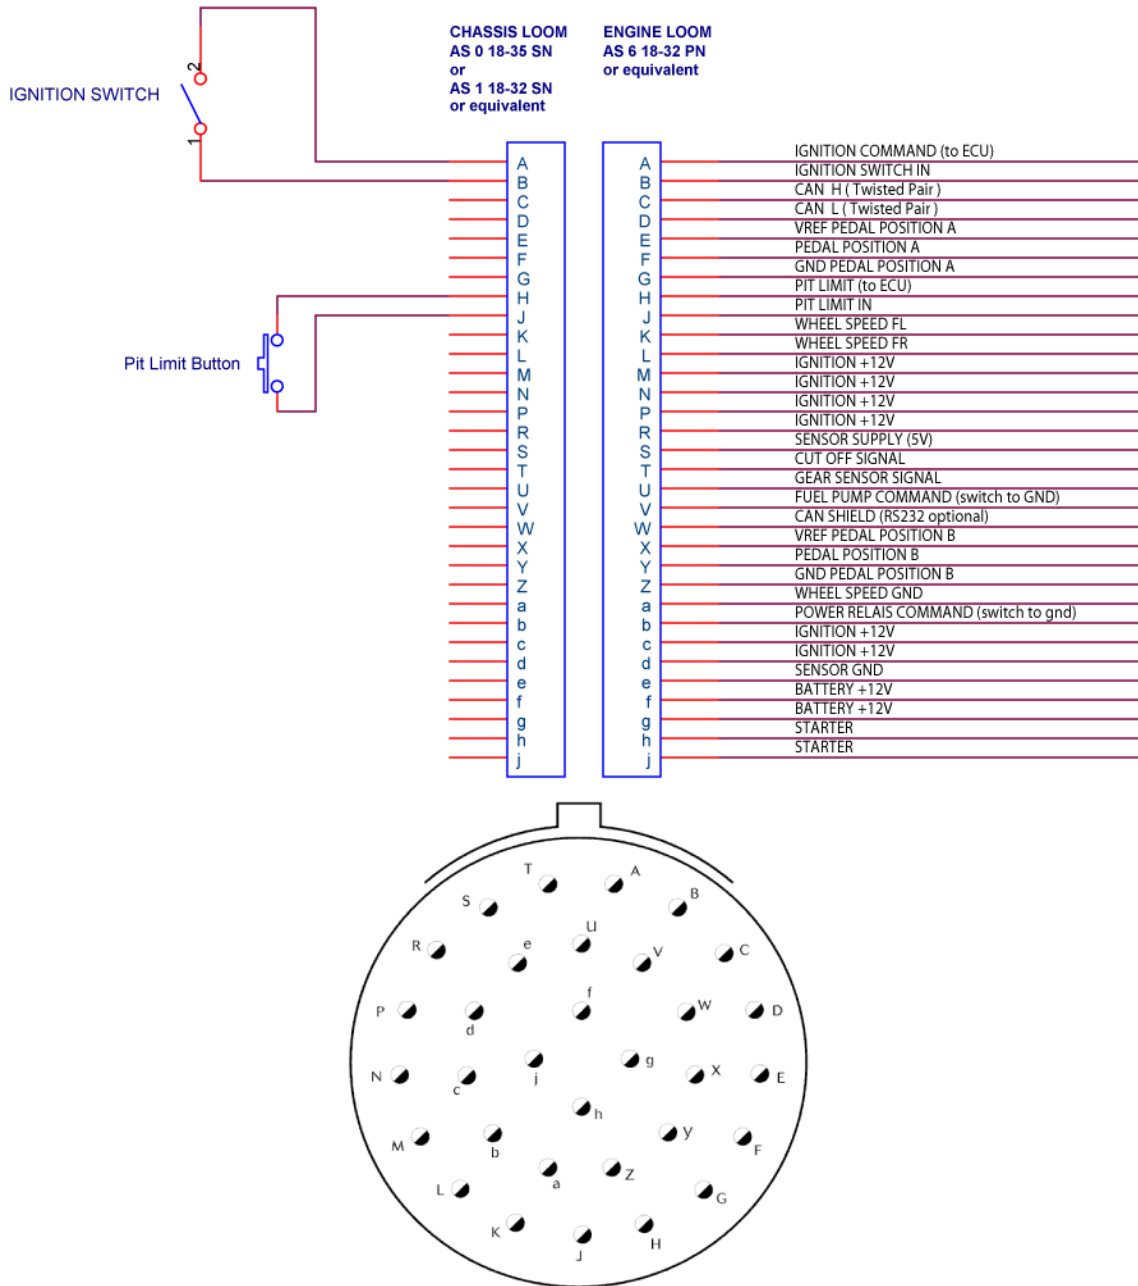 CHASSIS LOOM
AS 0 18-35 SN
or
AS 1 18-32 SN
or equivalent
ENGINE LOOM
AS 6 18-32 PN
or equivalent
2
IGNITION SWITCH
1
A A IGNITION COMMAND (to ECU)
B B IGNITION SWITCH IN
C C CAN H ( Twisted Pair )
D D CAN L ( Twisted Pair )
E E VREF PEDAL POSITION A
F F PEDAL POSITION A
G G GND PEDAL POSITION A
H H PIT LIMIT (to ECU)
J J PIT LIMIT IN
K K WHEEL SPEED FL
Pit Limit Button
L L WHEEL SPEED FR
M M IGNITION +12V
N N IGNITION +12V
P P IGNITION +12V
R R IGNITION +12V
S S SENSOR SUPPLY (5V)
T T CUT OFF SIGNAL
U U GEAR SENSOR SIGNAL
V V FUEL PUMP COMMAND (switch to GND)
W W CAN SHIELD (RS232 optional)
X X VREF PEDAL POSITION B
Y Y PEDAL POSITION B
Z Z GND PEDAL POSITION B
a a WHEEL SPEED GND
b b POWER RELAIS COMMAND (switch to gnd)
c c IGNITION +12V
d d IGNITION +12V
e e SENSOR GND
f f BATTERY +12V
g g BATTERY +12V
h h STARTER
j j STARTER
T A
S B
U
R e V C
f
P d W D
j g
N c X E
h
M b y F
a Z
L G
K J H